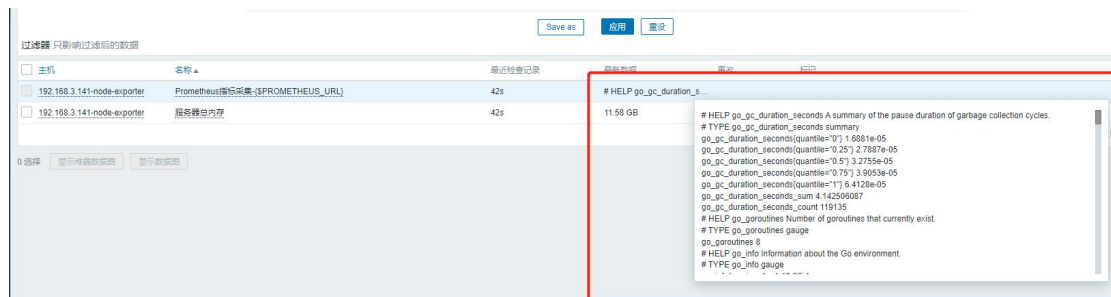 Save as 应用 重设
过滤器 只影响过滤后的数据
主机 名称 最近检查记录 最新数据 更改 标记
192.168.3.141-node-exporter Prometheus指标采集-{$PROMETHEUS_URL} 42s # HELP go_gc_duration_s...
192.168.3.141-node-exporter 服务器总内存 42s 11.58 GB
0 选择 显示堆叠数据图 显示数据图
# HELP go_gc_duration_seconds A summary of the pause duration of garbage collection cycles.
# TYPE go_gc_duration_seconds summary
go_gc_duration_seconds{quantile="0"} 1.6881e-05
go_gc_duration_seconds{quantile="0.25"} 2.7887e-05
go_gc_duration_seconds{quantile="0.5"} 3.2755e-05
go_gc_duration_seconds{quantile="0.75"} 3.9053e-05
go_gc_duration_seconds{quantile="1"} 6.4128e-05
go_gc_duration_seconds_sum 4.142506087
go_gc_duration_seconds_count 119135
# HELP go_goroutines Number of goroutines that currently exist.
# TYPE go_goroutines gauge
go_goroutines 8
# HELP go_info Information about the Go environment.
# TYPE go_info gauge